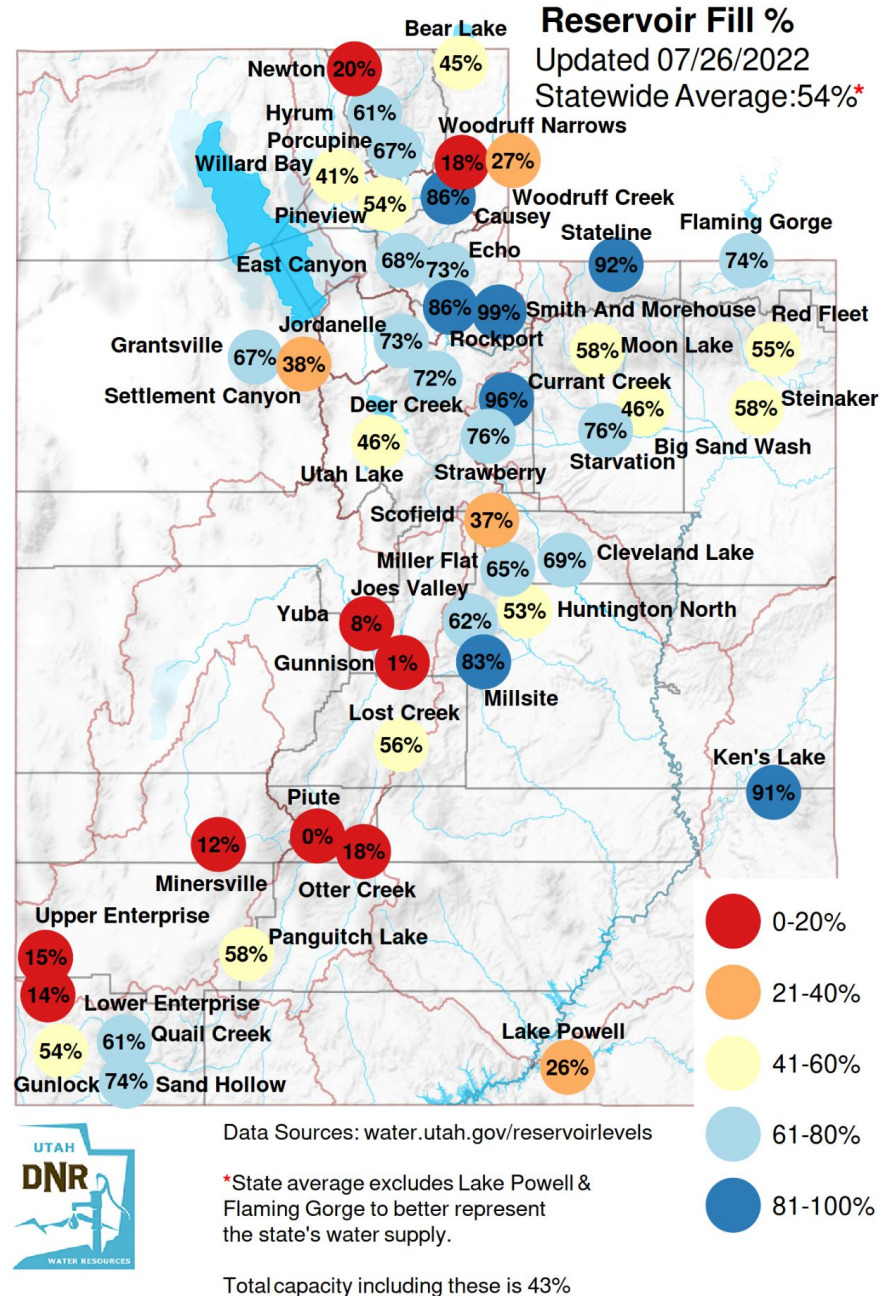 Reservoir Fill %
Updated 07/26/2022
Statewide Average:54%*
Bear Lake
45%
Newton
20%
Hyrum
61%
Porcupine
67%
Woodruff Narrows
18%
27%
Woodruff Creek
Willard Bay
41%
Pineview
54%
86%
Causey
East Canyon
68%
Echo
73%
Stateline
92%
Flaming Gorge
74%
86%
Rockport
99%
Smith And Morehouse
Jordanelle
73%
Grantsville
67%
38%
Settlement Canyon
72%
Deer Creek
58%
Moon Lake
Red Fleet
55%
Currant Creek
96%
46%
Big Sand Wash
58%
Steinaker
46%
Utah Lake
76%
Strawberry
76%
Starvation
Scofield
37%
Miller Flat
65%
69%
Cleveland Lake
Joes Valley
62%
53%
Huntington North
Yuba
8%
Gunnison
1%
83%
Millsite
Lost Creek
56%
Ken's Lake
91%
Piute
0%
12%
Minersville
18%
Otter Creek
Upper Enterprise
15%
58%
Panguitch Lake
14%
Lower Enterprise
54%
Gunlock
61%
Quail Creek
74%
Sand Hollow
Lake Powell
26%
0-20%
21-40%
41-60%
61-80%
81-100%
UTAH
DNR
WATER RESOURCES
Data Sources: water.utah.gov/reservoirlevels
*State average excludes Lake Powell &
Flaming Gorge to better represent
the state's water supply.
Total capacity including these is 43%